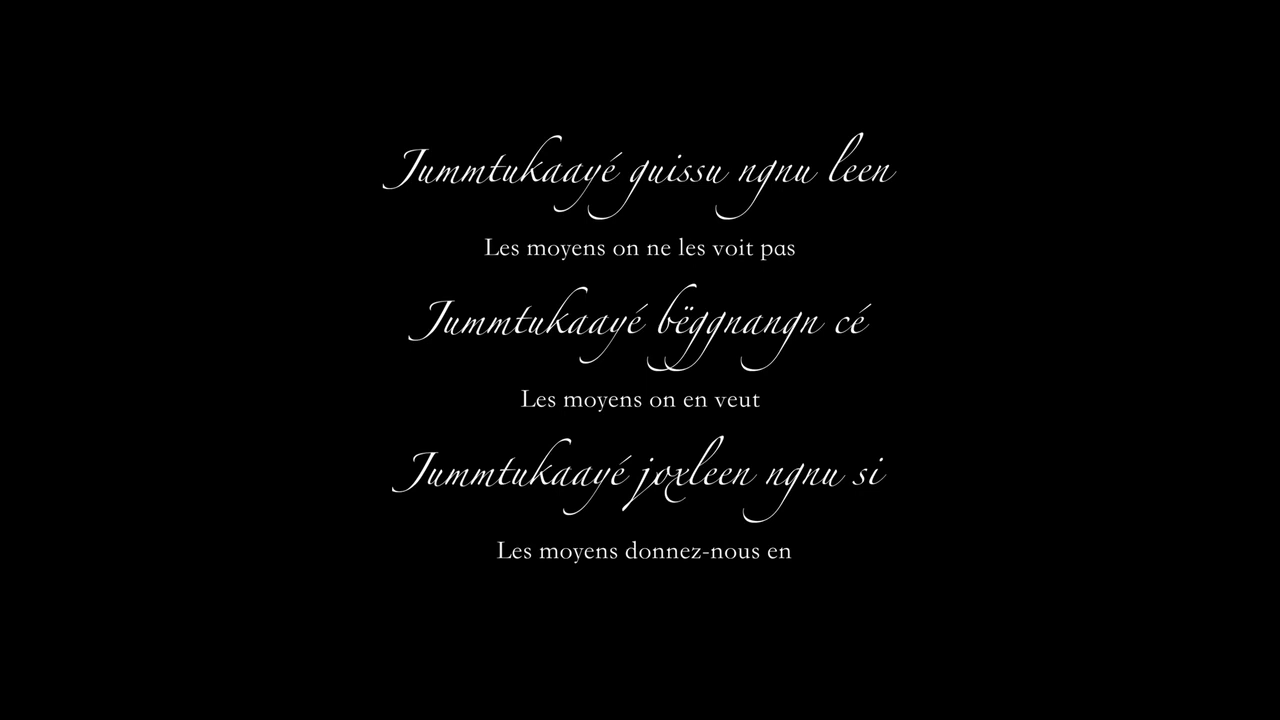 Jummtukaayé guissu ngnu leen
Les moyens on ne les voit pas
Jummtukaayé bëggnangn cé
Les moyens on en veut
Jummtukaayé joxleen ngnu si
Les moyens donnez-nous en